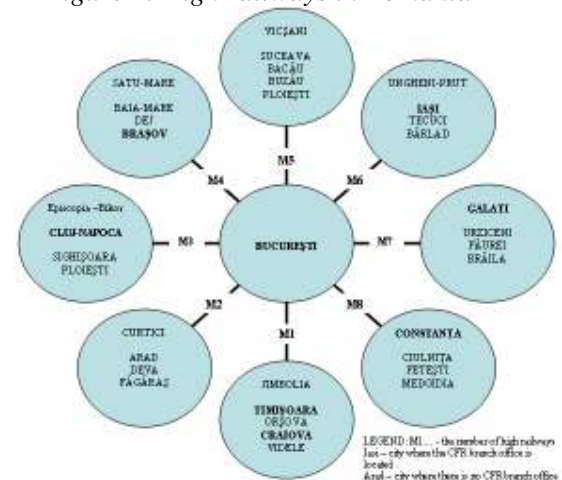 VICȘANI
SUCEAVA
BACĂU
BUZĂU
PLOIEȘTI
SATU-MARE
BAIA-MARE
DEJ
BRAȘOV
UNGHENI-PRUT
IAȘI
TECUCI
BÂRLAD
M5
M4
M6
Episcopia -Bihor
CLUJ-NAPOCA
SIGHIȘOARA
PLOIEȘTI
M3
BUCUREȘTI
M7
GALAȚI
URZICENI
FĂUREI
BRĂILA
M2
M8
M1
CURTICI
ARAD
DEVA
FĂGĂRAȘ
JIMBOLIA
TIMIȘOARA
ORȘOVA
CRAIOVA
VIDELE
CONSTANȚA
CIULNIȚA
FETEȘTI
MEDGIDIA
LEGEND: M1... - the number of high railways
Iasi – city where the CFR branch office is
located
Arad – city where there is no CFR branch office